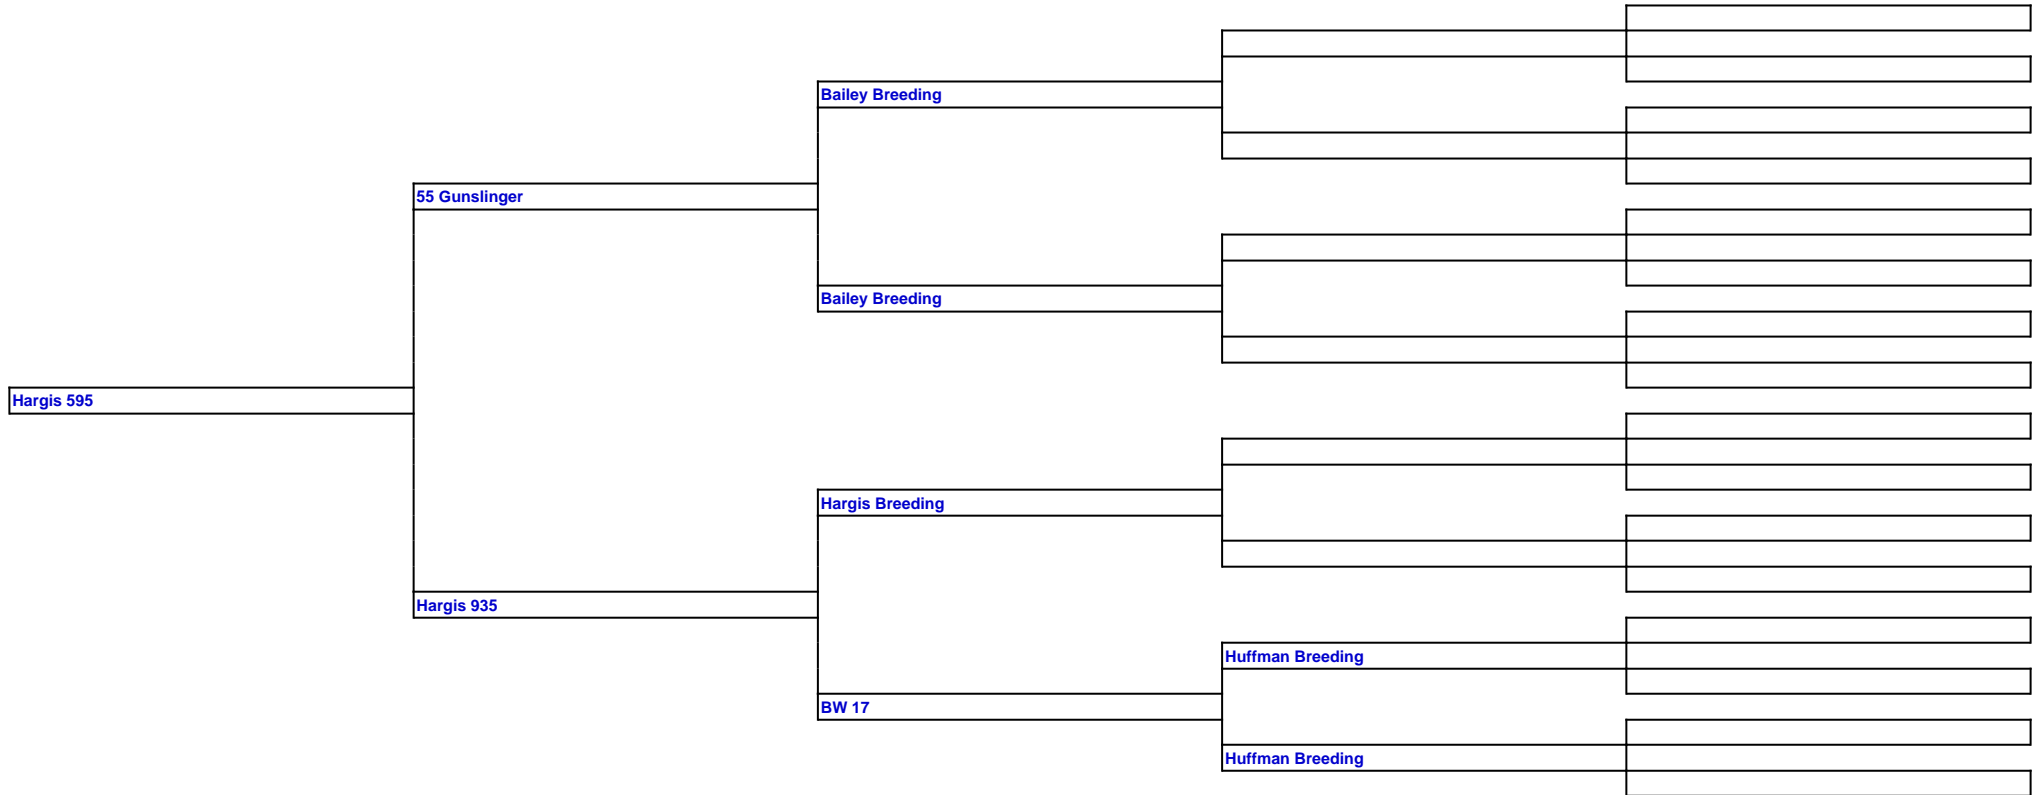 Bailey Breeding
55 Gunslinger
Bailey Breeding
Hargis 595
Hargis Breeding
Hargis 935
Huffman Breeding
BW 17
Huffman Breeding